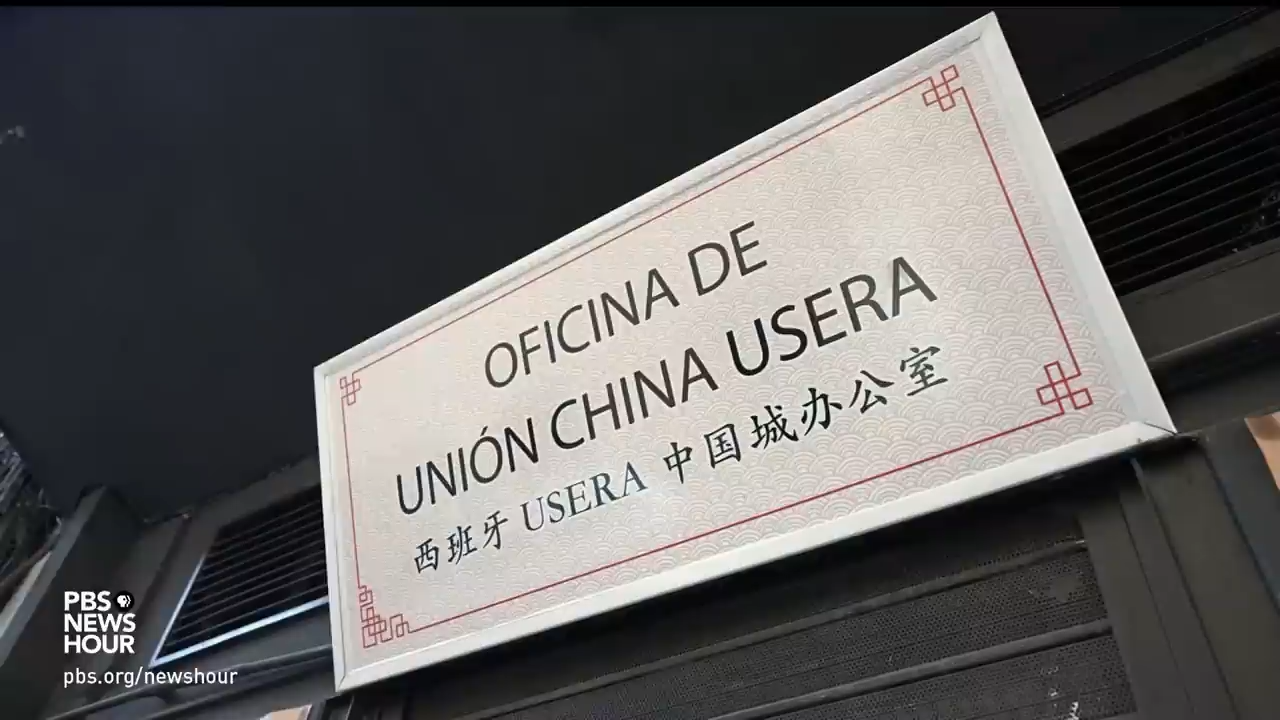 OFICINA DE
UNIÓN CHINA USERA
西班牙 USERA 中国城办公室
PBS
NEWS
HOUR
pbs.org/newshour